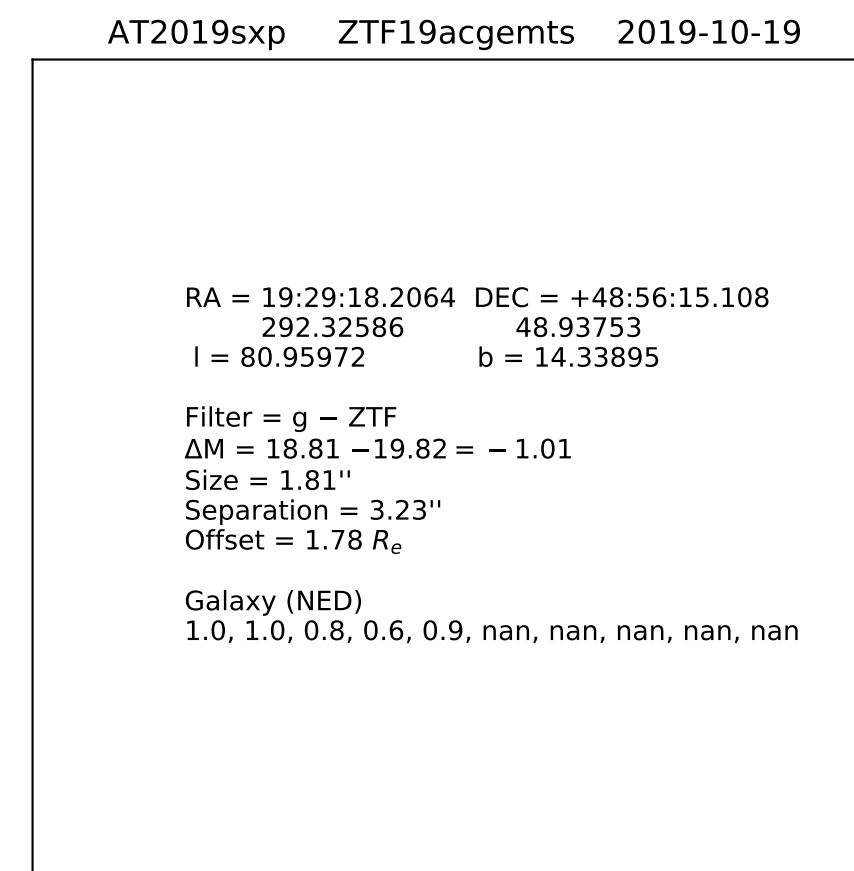 AT2019sxp ZTF19acgemts 2019-10-19
RA = 19:29:18.2064 DEC = +48:56:15.108
292.32586 48.93753
l = 80.95972 b = 14.33895
Filter = g − ZTF
ΔM = 18.81 −19.82 = − 1.01
Size = 1.81''
Separation = 3.23''
Offset = 1.78 Re
Galaxy (NED)
1.0, 1.0, 0.8, 0.6, 0.9, nan, nan, nan, nan, nan